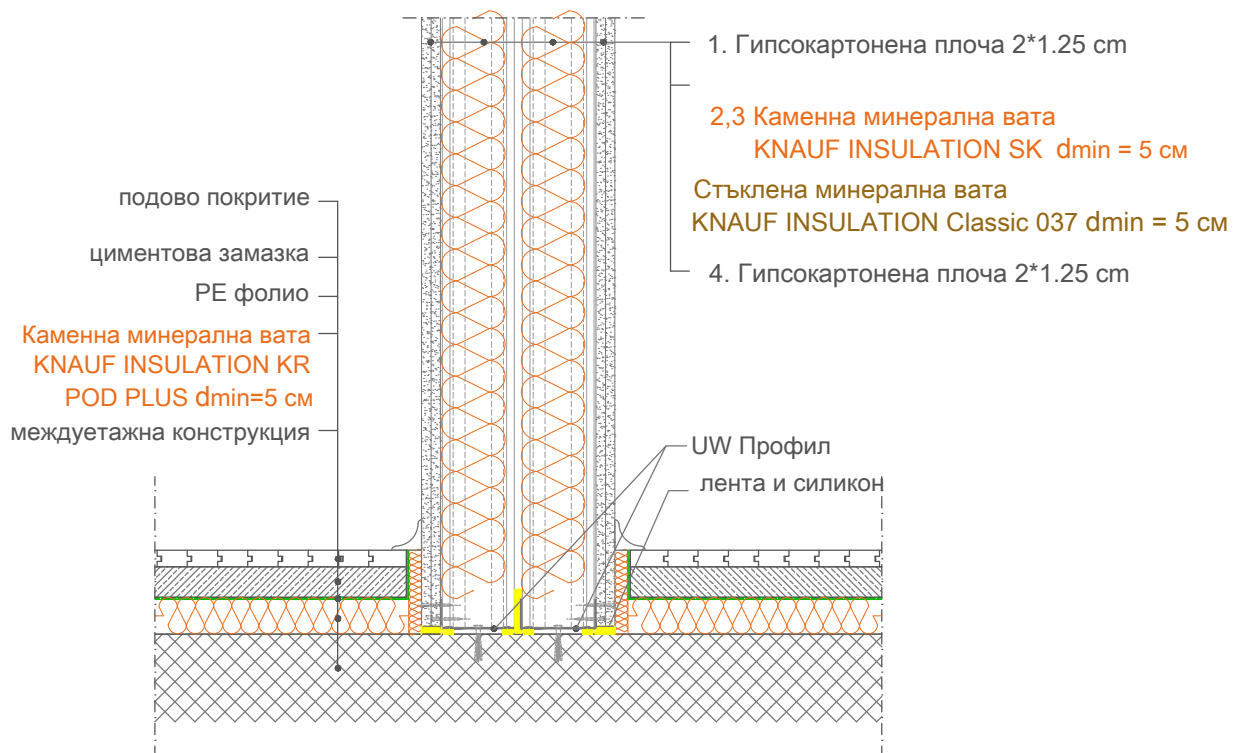 1. Гипсокартонена плоча 2*1.25 cm
2,3 Каменна минерална вата
KNAUF INSULATION SK dmin = 5 см
Стъклена минерална вата
KNAUF INSULATION Classic 037 dmin = 5 см
4. Гипсокартонена плоча 2*1.25 cm
подово покритие
циментова замазка
PE фолио
Каменна минерална вата
KNAUF INSULATION KR
POD PLUS dmin=5 см
междуетажна конструкция
UW Профил
лента и силикон